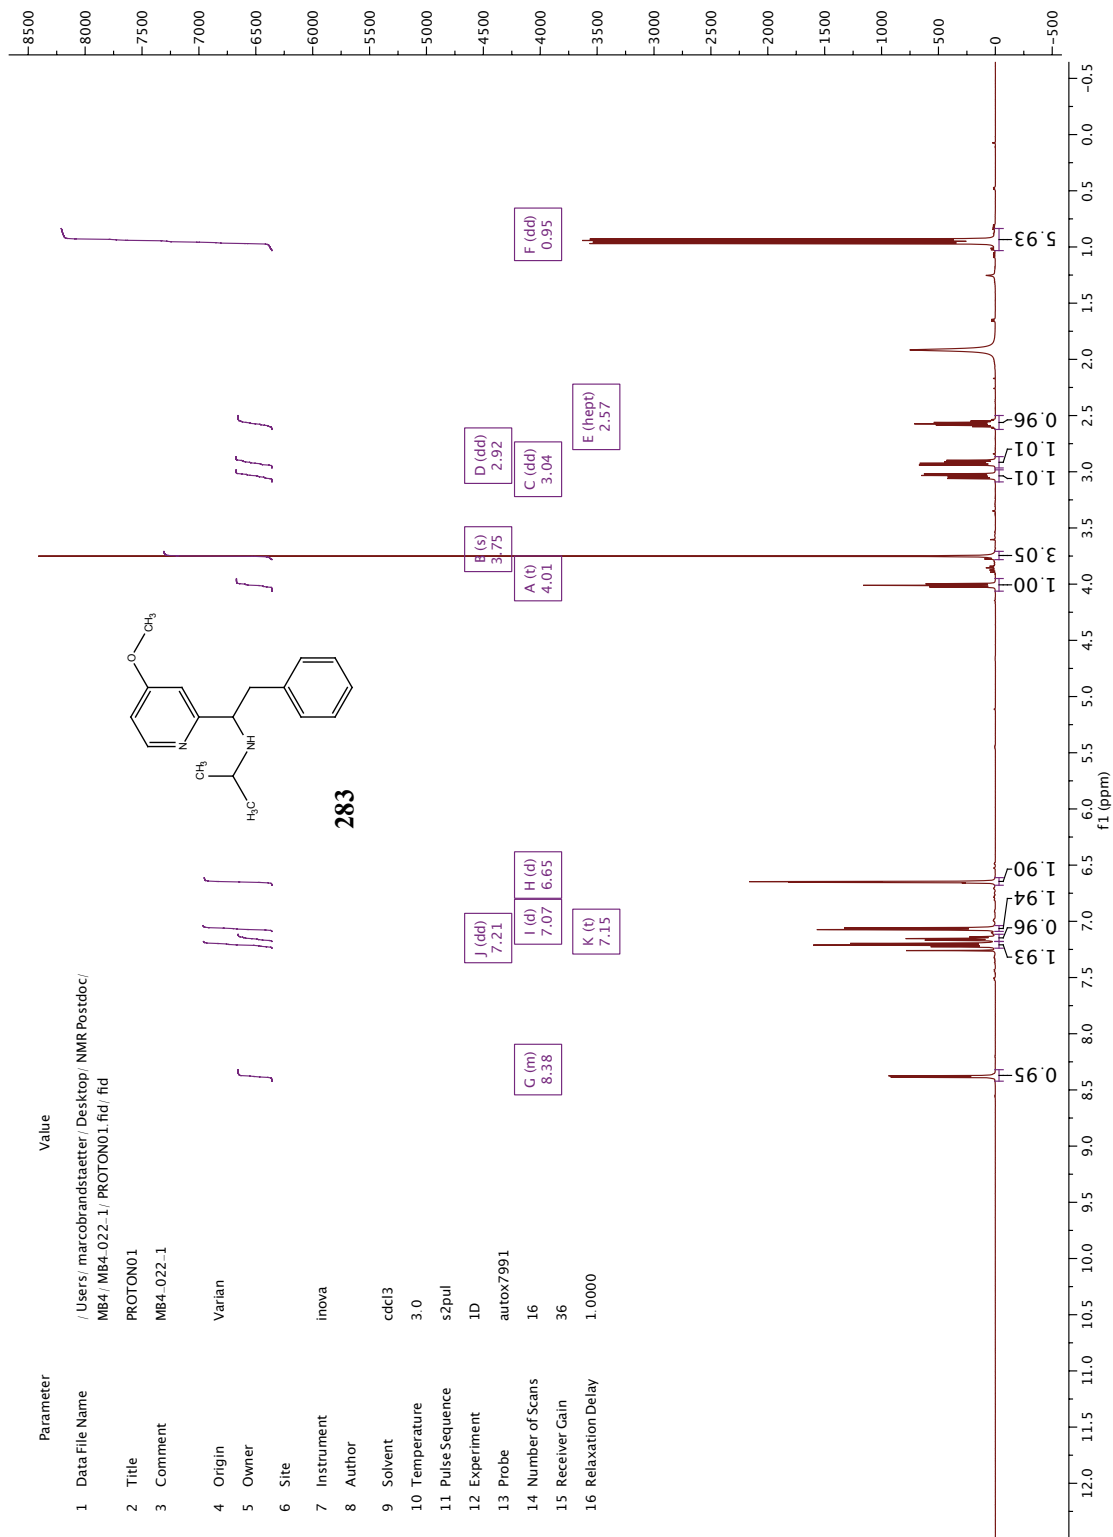 Parameter Value
1 Data File Name / Users/ marcobrandstaetter/ Desktop/ NMR Postdoc/
MB4/ MB4-022-1/ PROTON01.fid/ fid
2 Title PROTON01
3 Comment MB4-022-1
4 Origin Varian
5 Owner
6 Site
7 Instrument inova
8 Author
9 Solvent cdcl3
10 Temperature 3.0
11 Pulse Sequence s2pul
12 Experiment 1D
13 Probe autox7991
14 Number of Scans 16
15 Receiver Gain 36
16 Relaxation Delay 1.0000
CH3
O
N
NH
CH3
H3C
283
J (dd)
7.21
D (dd)
2.92
B (s)
3.75
G (m)
8.38
I (d)
7.07
H (d)
6.65
A (t)
4.01
C (dd)
3.04
F (dd)
0.95
K (t)
7.15
E (hept)
2.57
0.95
1.93
0.96
1.94
1.90
1.00
3.05
1.01
1.01
0.96
5.93
12.0 11.5 11.0 10.5 10.0 9.5 9.0 8.5 8.0 7.5 7.0 6.5 6.0 5.5 5.0 4.5 4.0 3.5 3.0 2.5 2.0 1.5 1.0 0.5 0.0 -0.5
f1 (ppm)
8500
8000
7500
7000
6500
6000
5500
5000
4500
4000
3500
3000
2500
2000
1500
1000
500
0
-500